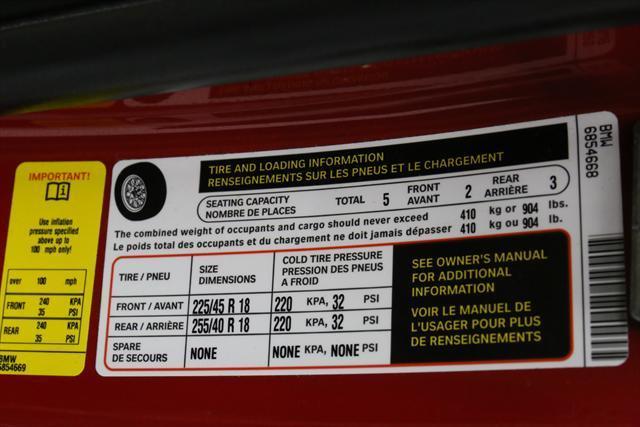 IMPORTANT!
Use inflation
pressure specified
above up to
100 mph only!
over 100 mph
FRONT 240 KPA
35 PSI
REAR 240 KPA
35 PSI
BMW
6854669
TIRE AND LOADING INFORMATION
RENSEIGNEMENTS SUR LES PNEUS ET LE CHARGEMENT
SEATING CAPACITY
NOMBRE DE PLACES
TOTAL 5 FRONT
AVANT 2 REAR
ARRIÈRE 3
The combined weight of occupants and cargo should never exceed 410 kg or 904 lbs.
Le poids total des occupants et du chargement ne doit jamais dépasser 410 kg ou 904 lb.
TIRE / PNEU
SIZE
DIMENSIONS
COLD TIRE PRESSURE
PRESSION DES PNEUS
A FROID
FRONT / AVANT 225/45 R 18 220 KPA, 32 PSI
REAR / ARRIÈRE 255/40 R 18 220 KPA, 32 PSI
SPARE
DE SECOURS NONE NONE KPA, NONE PSI
SEE OWNER'S MANUAL
FOR ADDITIONAL
INFORMATION
VOIR LE MANUEL DE
L'USAGER POUR PLUS
DE RENSEIGNEMENTS
BMW
6854668